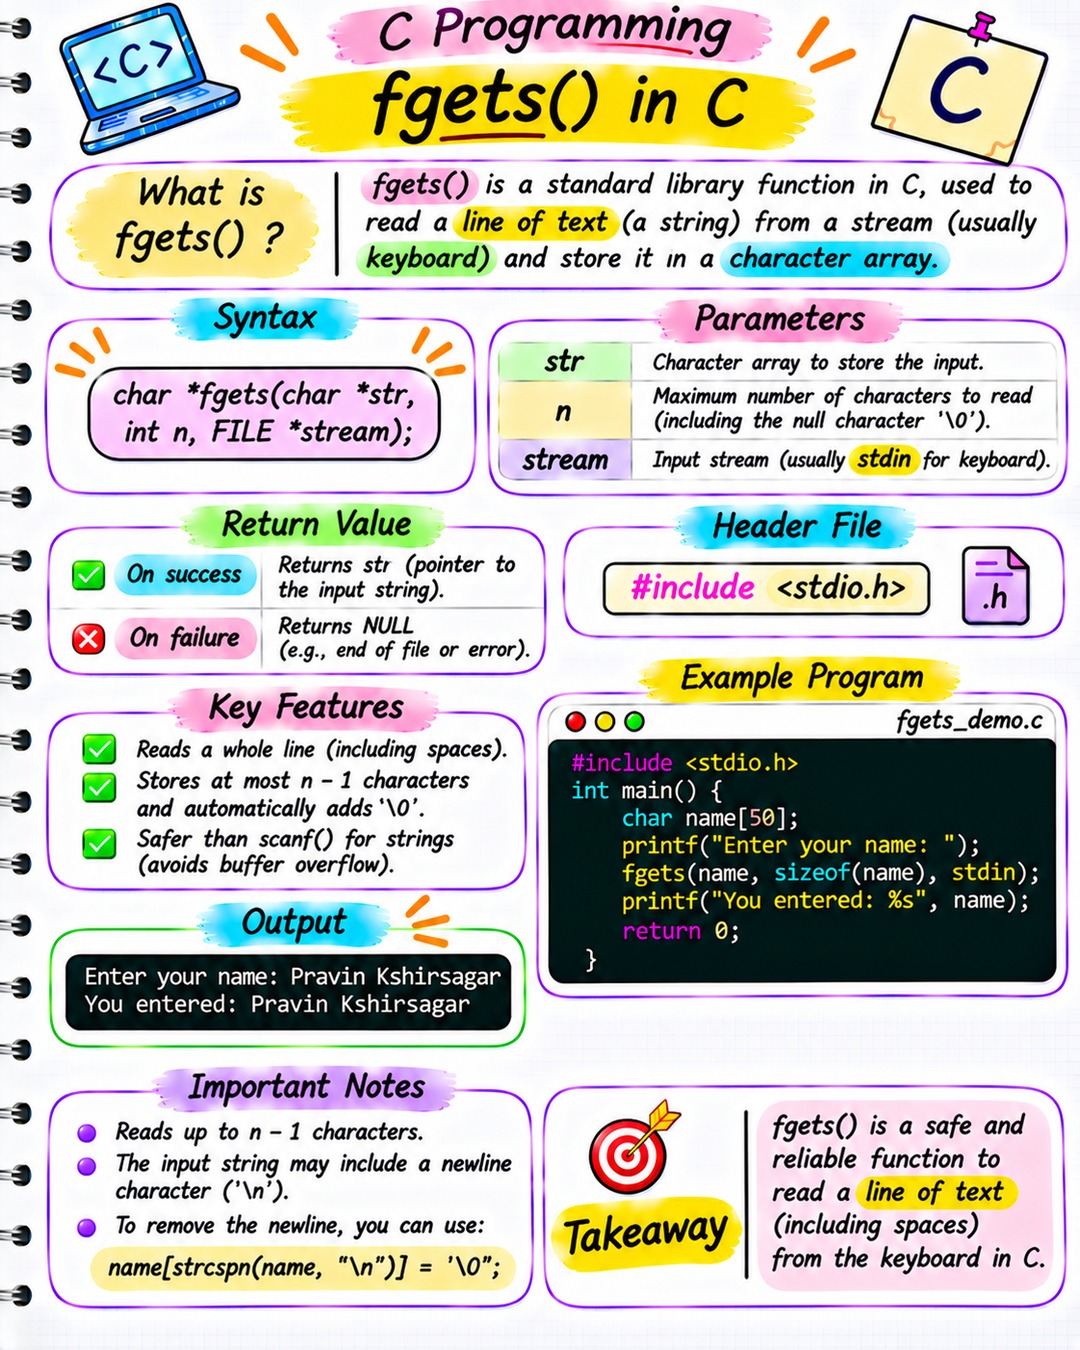 <C>
C Programming
fgets() in C
C
What is
fgets() ?
fgets() is a standard library function in C, used to
read a line of text (a string) from a stream (usually
keyboard) and store it in a character array.
Syntax
char *fgets(char *str,
int n, FILE *stream);
Parameters
str
Character array to store the input.
n
Maximum number of characters to read
(including the null character '\0').
stream
Input stream (usually stdin for keyboard).
Return Value
On success
Returns str (pointer to
the input string).
On failure
Returns NULL
(e.g., end of file or error).
Header File
#include <stdio.h>
.h
Key Features
Reads a whole line (including spaces).
Stores at most n – 1 characters
and automatically adds '\0'.
Safer than scanf() for strings
(avoids buffer overflow).
Example Program
fgets_demo.c
#include <stdio.h>
int main() {
    char name[50];
    printf("Enter your name: ");
    fgets(name, sizeof(name), stdin);
    printf("You entered: %s", name);
    return 0;
}
Output
Enter your name: Pravin Kshirsagar
You entered: Pravin Kshirsagar
Important Notes
Reads up to n – 1 characters.
The input string may include a newline
character ('\n').
To remove the newline, you can use:
name[strcspn(name, “\n”)] = '\0”;
Takeaway
fgets() is a safe and
reliable function to
read a line of text
(including spaces)
from the keyboard in C.